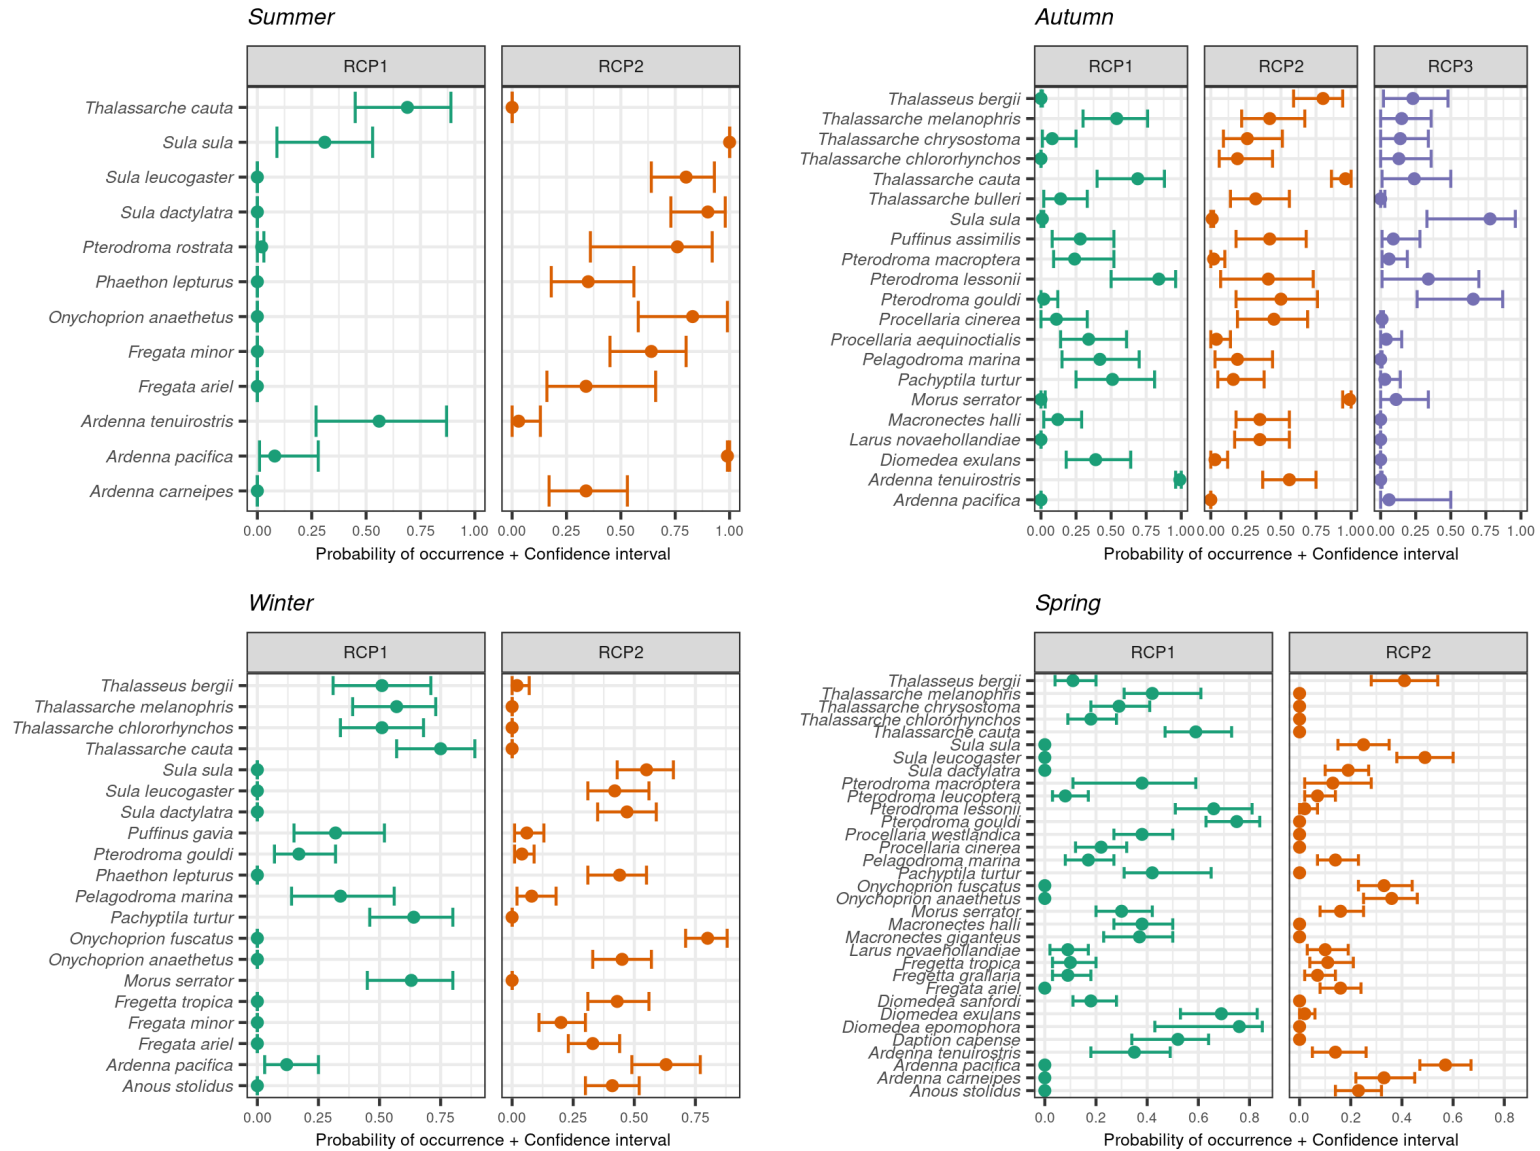 Summer
RCP1 RCP2
Thalassarche cauta
Sula sula
Sula leucogaster
Sula dactylatra
Pterodroma rostrata
Phaethon lepturus
Onychoprion anaethetus
Fregata minor
Fregata ariel
Ardenna tenuirostris
Ardenna pacifica
Ardenna carneipes
0.00 0.25 0.50 0.75 1.00 0.00 0.25 0.50 0.75 1.00
Probability of occurrence + Confidence interval
Autumn
RCP1 RCP2 RCP3
Thalasseus bergii
Thalassarche melanophris
Thalassarche chrysostoma
Thalassarche chlororhynchos
Thalassarche cauta
Thalassarche bulleri
Sula sula
Puffinus assimilis
Pterodroma macroptera
Pterodroma lessonii
Pterodroma gouldi
Procellaria cinerea
Procellaria aequinoctialis
Pelagodroma marina
Pachyptila turtur
Morus serrator
Macronectes halli
Larus novaehollandiae
Diomedea exulans
Ardenna tenuirostris
Ardenna pacifica
0.00 0.25 0.50 0.75 1.00 0.00 0.25 0.50 0.75 1.00 0.00 0.25 0.50 0.75 1.00
Probability of occurrence + Confidence interval
Winter
RCP1 RCP2
Thalasseus bergii
Thalassarche melanophris
Thalassarche chlororhynchos
Thalassarche cauta
Sula sula
Sula leucogaster
Sula dactylatra
Puffinus gavia
Pterodroma gouldi
Phaethon lepturus
Pelagodroma marina
Pachyptila turtur
Onychoprion fuscatus
Onychoprion anaethetus
Morus serrator
Fregetta tropica
Fregata minor
Fregata ariel
Ardenna pacifica
Anous stolidus
0.00 0.25 0.50 0.75 0.00 0.25 0.50 0.75
Probability of occurrence + Confidence interval
Spring
RCP1 RCP2
Thalasseus bergii
Thalassarche melanophris
Thalassarche chrysostoma
Thalassarche chlororhynchos
Thalassarche cauta
Sula sula
Sula leucogaster
Sula dactylatra
Pterodroma macroptera
Pterodroma leucoptera
Pterodroma lessonii
Pterodroma gouldi
Procellaria westlandica
Procellaria cinerea
Pelagodroma marina
Pachyptila turtur
Onychoprion fuscatus
Onychoprion anaethetus
Morus serrator
Macronectes halli
Macronectes giganteus
Larus novaehollandiae
Fregetta tropica
Fregetta grallaria
Fregata ariel
Diomedea sanfordi
Diomedea exulans
Diomedea epomophora
Daption capense
Ardenna tenuirostris
Ardenna pacifica
Ardenna carneipes
Anous stolidus
0.0 0.2 0.4 0.6 0.8 0.0 0.2 0.4 0.6 0.8
Probability of occurrence + Confidence interval